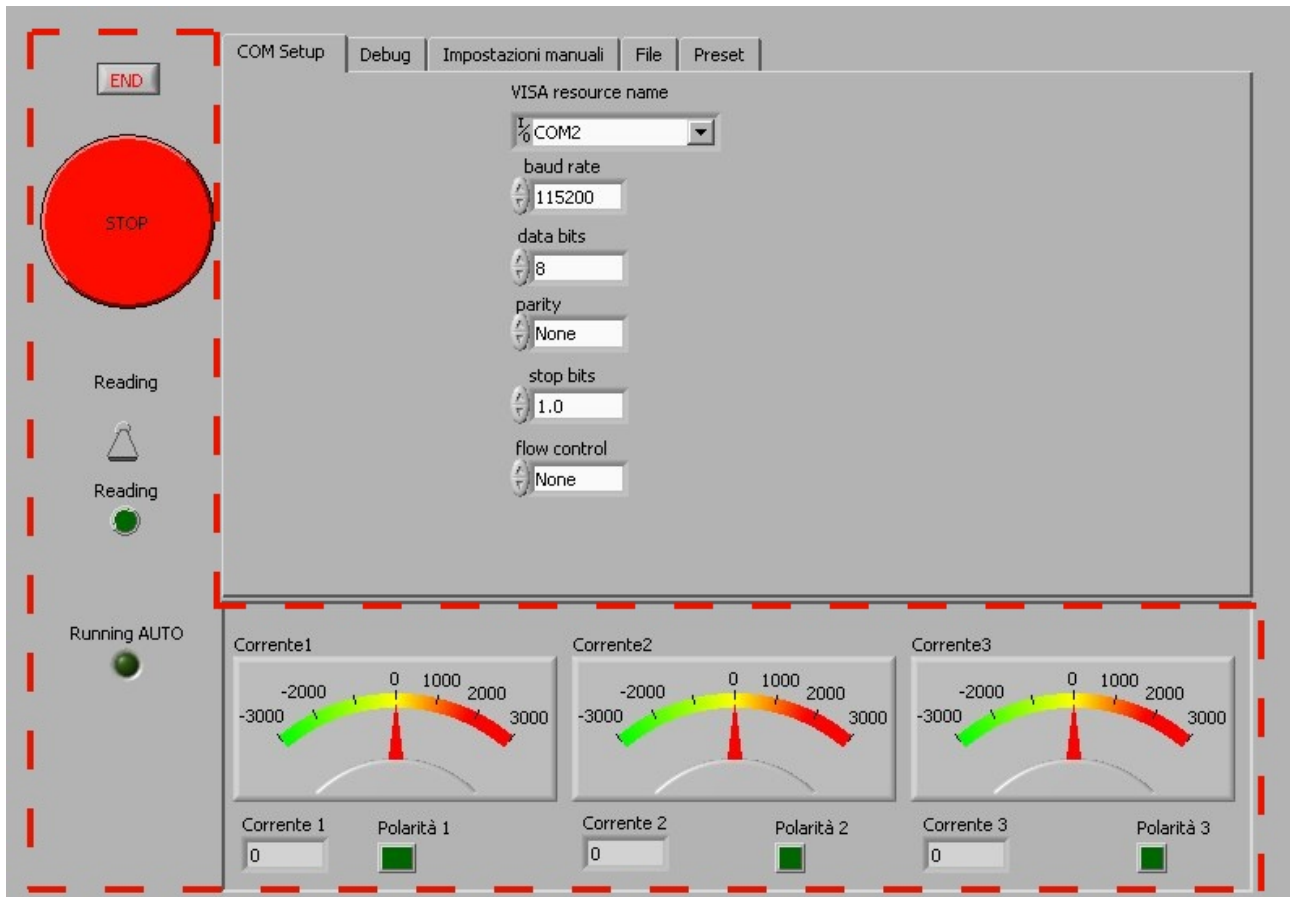 END
STOP
Reading
Reading
Running AUTO
COM Setup
Debug
Impostazioni manuali
File
Preset
VISA resource name
I/O COM2
baud rate
115200
data bits
8
parity
None
stop bits
1.0
flow control
None
Corrente1
-3000 -2000 0 1000 2000 3000
Corrente 1
0
Polarità 1
Corrente2
-3000 -2000 0 1000 2000 3000
Corrente 2
0
Polarità 2
Corrente3
-3000 -2000 0 1000 2000 3000
Corrente 3
0
Polarità 3